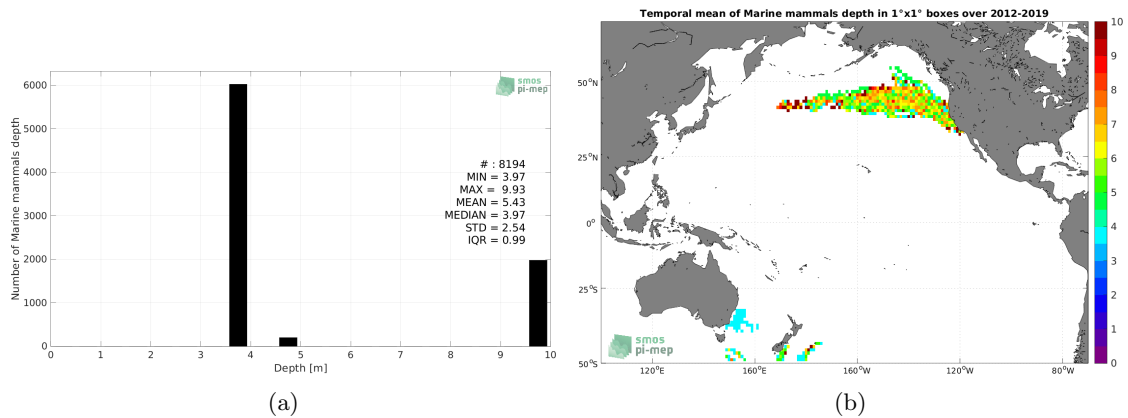 6000
5000
4000
3000
2000
1000
0
Number of Marine mammals depth
smos
pi-mep
# : 8194
MIN = 3.97
MAX = 9.93
MEAN = 5.43
MEDIAN = 3.97
STD = 2.54
IQR = 0.99
0 1 2 3 4 5 6 7 8 9 10
Depth [m]
(a)
Temporal mean of Marine mammals depth in 1°x1° boxes over 2012-2019
50°N
25°N
0°
25°S
50°S
smos
pi-mep
120°E 160°E 160°W 120°W 80°W
10
9
8
7
6
5
4
3
2
1
0
(b)